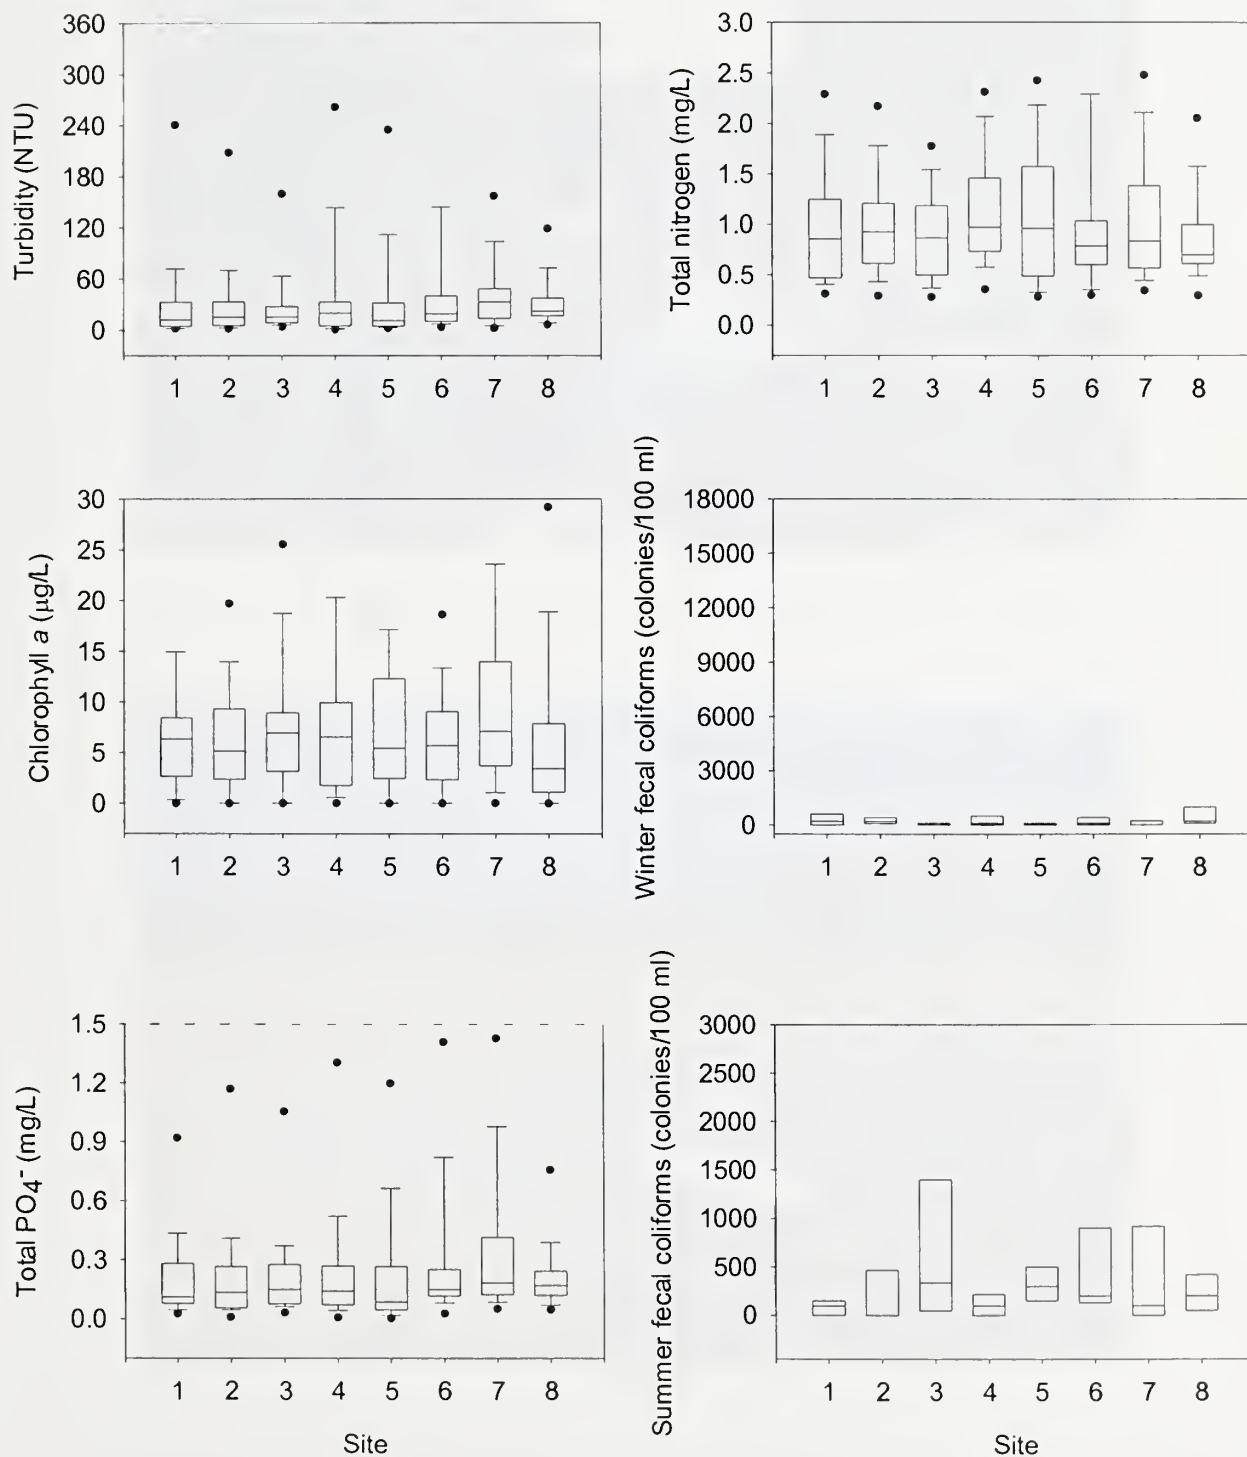 Turbidity (NTU)
360
300
240
180
120
60
0
1 2 3 4 5 6 7 8
Total nitrogen (mg/L)
3.0
2.5
2.0
1.5
1.0
0.5
0.0
1 2 3 4 5 6 7 8
Chlorophyll a (µg/L)
30
25
20
15
10
5
0
1 2 3 4 5 6 7 8
Winter fecal coliforms (colonies/100 ml)
18000
15000
12000
9000
6000
3000
0
1 2 3 4 5 6 7 8
Total PO4⁻ (mg/L)
1.5
1.2
0.9
0.6
0.3
0.0
1 2 3 4 5 6 7 8
Site
Summer fecal coliforms (colonies/100 ml)
3000
2500
2000
1500
1000
500
0
1 2 3 4 5 6 7 8
Site